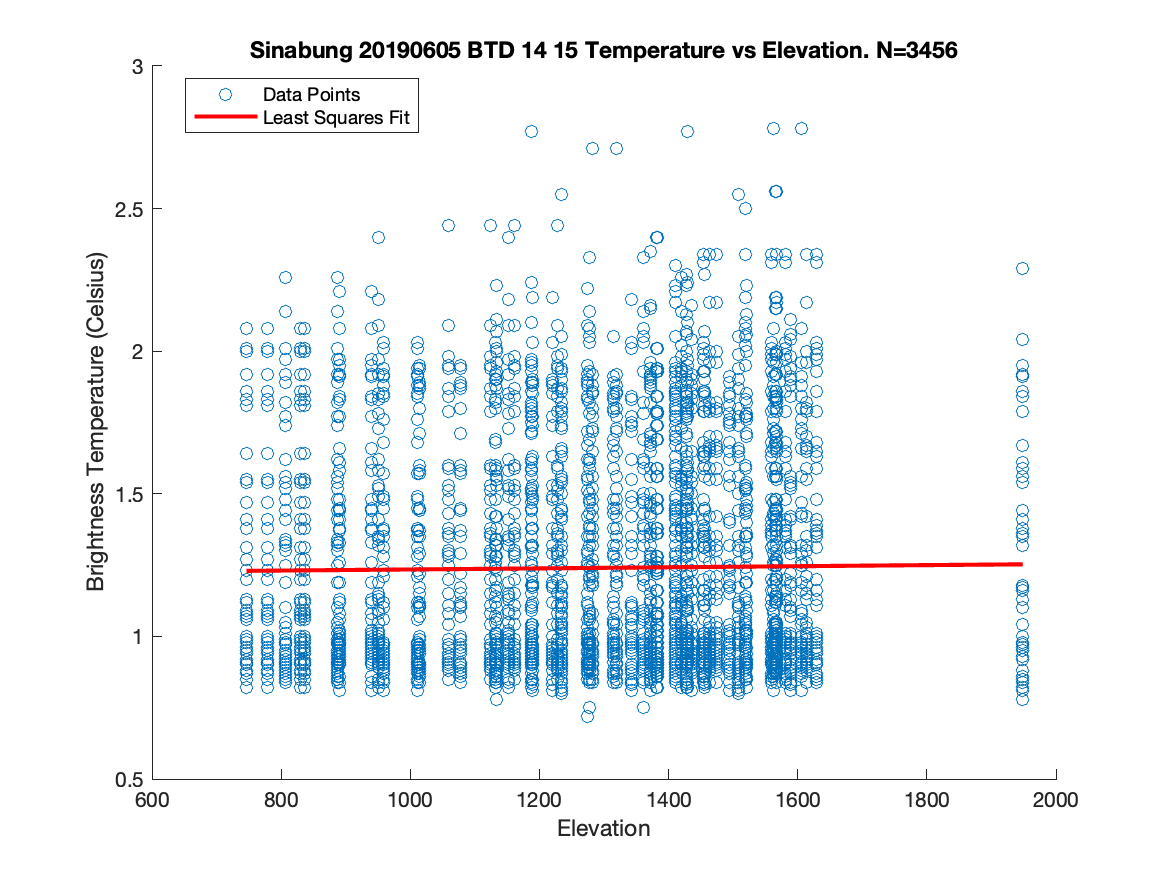 Sinabung 20190605 BTD 14 15 Temperature vs Elevation. N=3456
Data Points
Least Squares Fit
Brightness Temperature (Celsius)
3
2.5
2
1.5
1
0.5
600 800 1000 1200 1400 1600 1800 2000
Elevation